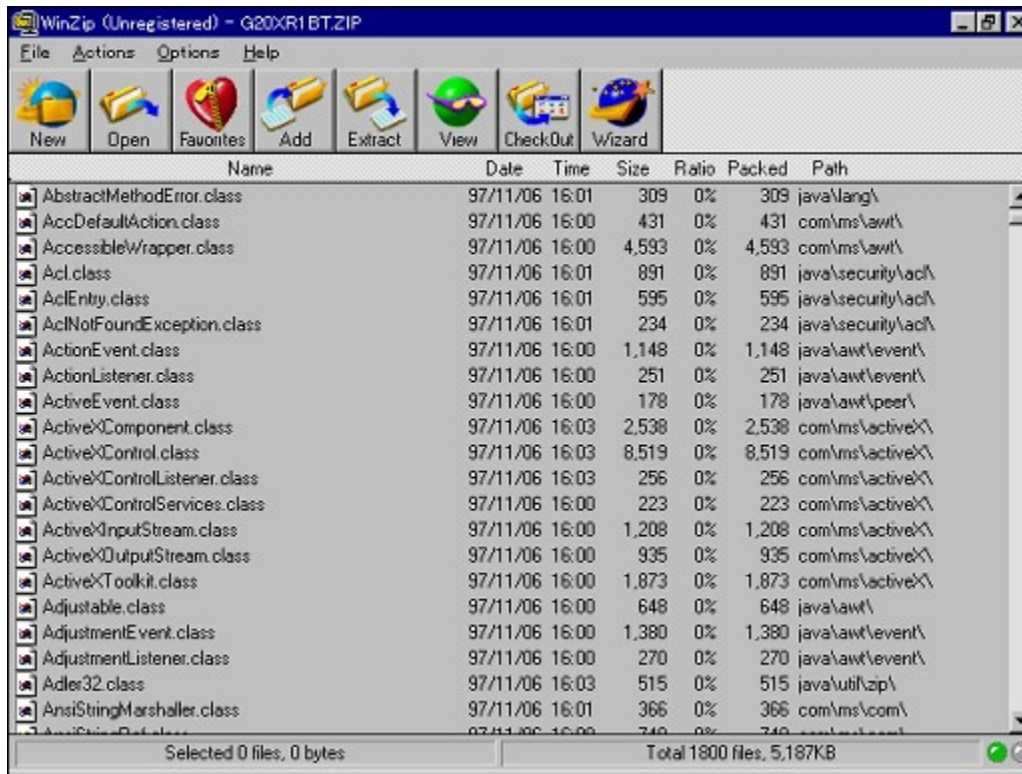 WinZip (Unregistered) - G20XR1BT.ZIP
File Actions Options Help
New Open Favorites Add Extract View CheckOut Wizard
Name Date Time Size Ratio Packed Path
AbstractMethodError.class 97/11/06 16:01 309 0% 309 java\lang\
AccDefaultAction.class 97/11/06 16:00 431 0% 431 com\ms\awt\
AccessibleWrapper.class 97/11/06 16:00 4,593 0% 4,593 com\ms\awt\
Acl.class 97/11/06 16:01 891 0% 891 java\security\acl\
AclEntry.class 97/11/06 16:01 595 0% 595 java\security\acl\
AclNotFoundException.class 97/11/06 16:01 234 0% 234 java\security\acl\
ActionEvent.class 97/11/06 16:00 1,148 0% 1,148 java\awt\event\
ActionListener.class 97/11/06 16:00 251 0% 251 java\awt\event\
ActiveEvent.class 97/11/06 16:00 178 0% 178 java\awt\peer\
ActiveXComponent.class 97/11/06 16:03 2,538 0% 2,538 com\ms\activeX\
ActiveXControl.class 97/11/06 16:03 8,519 0% 8,519 com\ms\activeX\
ActiveXControlListener.class 97/11/06 16:03 256 0% 256 com\ms\activeX\
ActiveXControlServices.class 97/11/06 16:00 223 0% 223 com\ms\activeX\
ActiveXInputStream.class 97/11/06 16:00 1,208 0% 1,208 com\ms\activeX\
ActiveXOutputStream.class 97/11/06 16:00 935 0% 935 com\ms\activeX\
ActiveXToolkit.class 97/11/06 16:00 1,873 0% 1,873 com\ms\activeX\
Adjustable.class 97/11/06 16:00 648 0% 648 java\awt\
AdjustmentEvent.class 97/11/06 16:00 1,380 0% 1,380 java\awt\event\
AdjustmentListener.class 97/11/06 16:00 270 0% 270 java\awt\event\
Adler32.class 97/11/06 16:03 515 0% 515 java\util\zip\
AnsiStringMarshaller.class 97/11/06 16:01 366 0% 366 com\ms\com\
Selected 0 files, 0 bytes Total 1800 files, 5,187KB